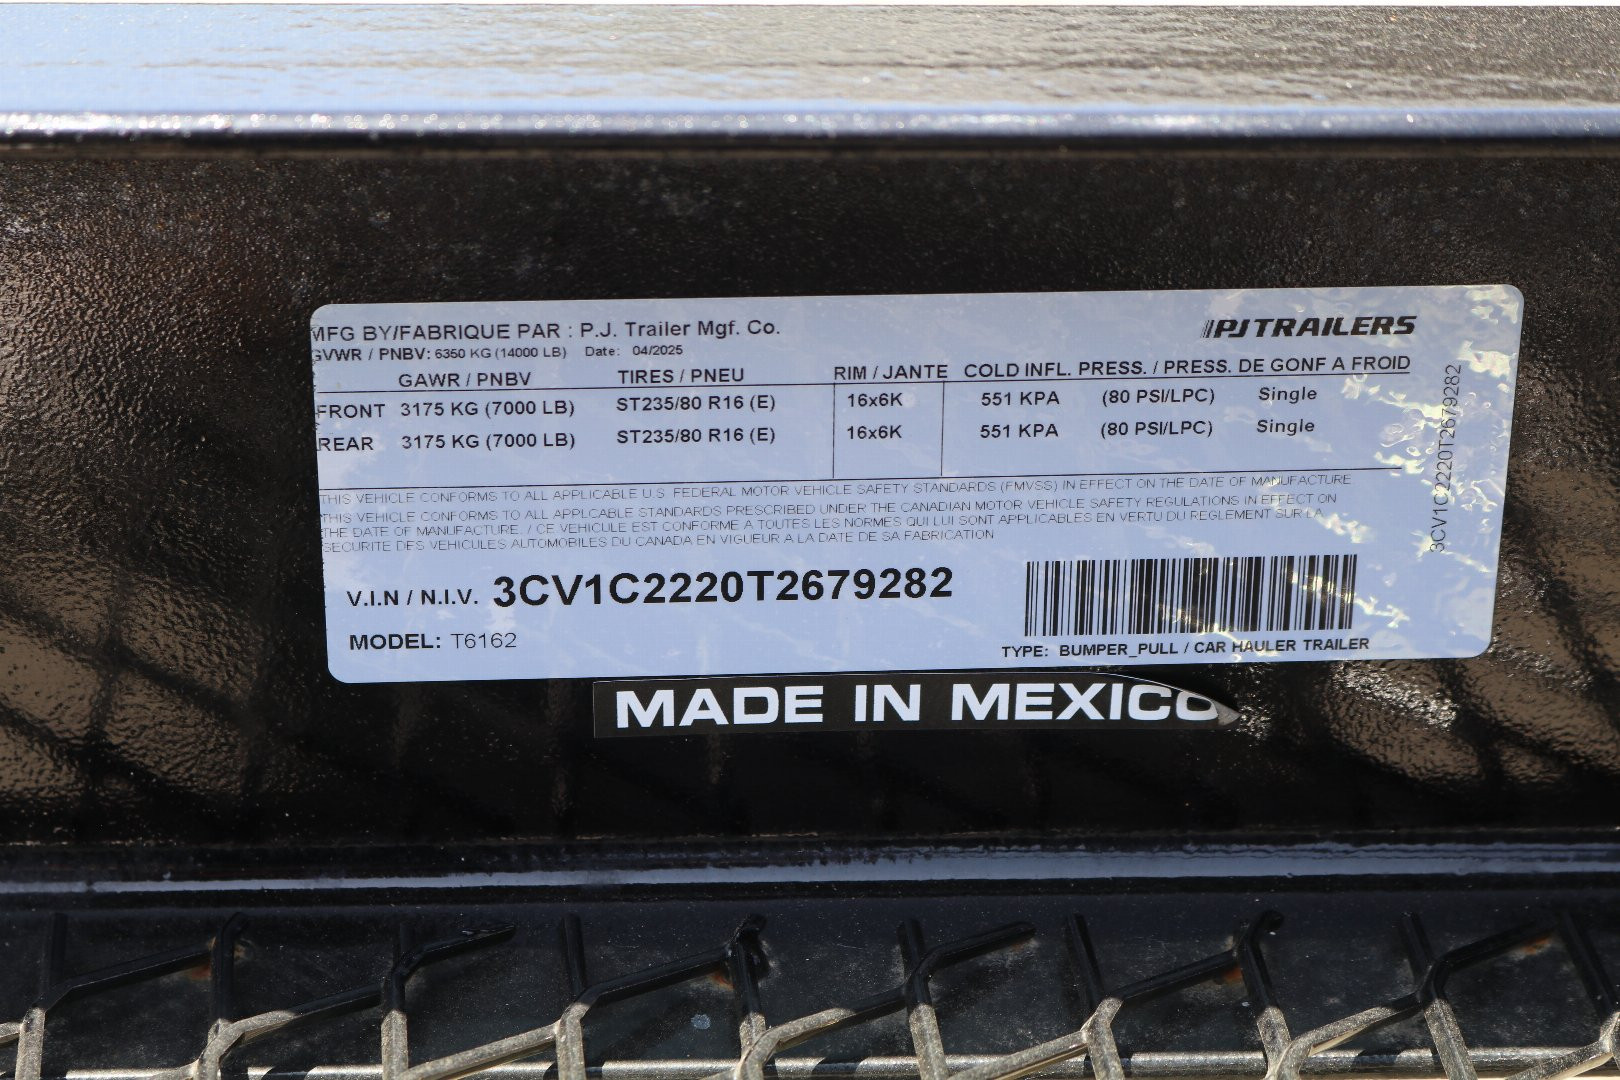 MFG BY/FABRIQUE PAR : P.J. Trailer Mfg. Co.
PJ TRAILERS
GVWR / PNBV: 6350 KG (14000 LB) Date: 04/2025
GAWR / PNBV TIRES / PNEU RIM / JANTE COLD INFL. PRESS. / PRESS. DE GONF A FROID
FRONT 3175 KG (7000 LB) ST235/80 R16 (E) 16x6K 551 KPA (80 PSI/LPC) Single
REAR 3175 KG (7000 LB) ST235/80 R16 (E) 16x6K 551 KPA (80 PSI/LPC) Single
THIS VEHICLE CONFORMS TO ALL APPLICABLE U.S. FEDERAL MOTOR VEHICLE SAFETY STANDARDS (FMVSS) IN EFFECT ON THE DATE OF MANUFACTURE
THIS VEHICLE CONFORMS TO ALL APPLCABLE STANDARDS PRESCRIBED UNDER THE CANADIAN MOTOR VEHICLE SAFETY REGULATIONS IN EFFECT ON
THE DATE OF MANUFACTURE. / CE VEHICULE EST CONFORME A TOUTES LES NORMES QUI LUI SONT APPLICABLES EN VERTU DU REGLEMENT SUR LA
SECURITE DES VEHICULES AUTOMOBILES DU CANADA EN VIGUEUR A LA DATE DE SA FABRICATION
V.I.N / N.I.V. 3CV1C2220T2679282
MODEL: T6162
TYPE: BUMPER_PULL / CAR HAULER TRAILER
3CV1C2220T2679282
MADE IN MEXICO